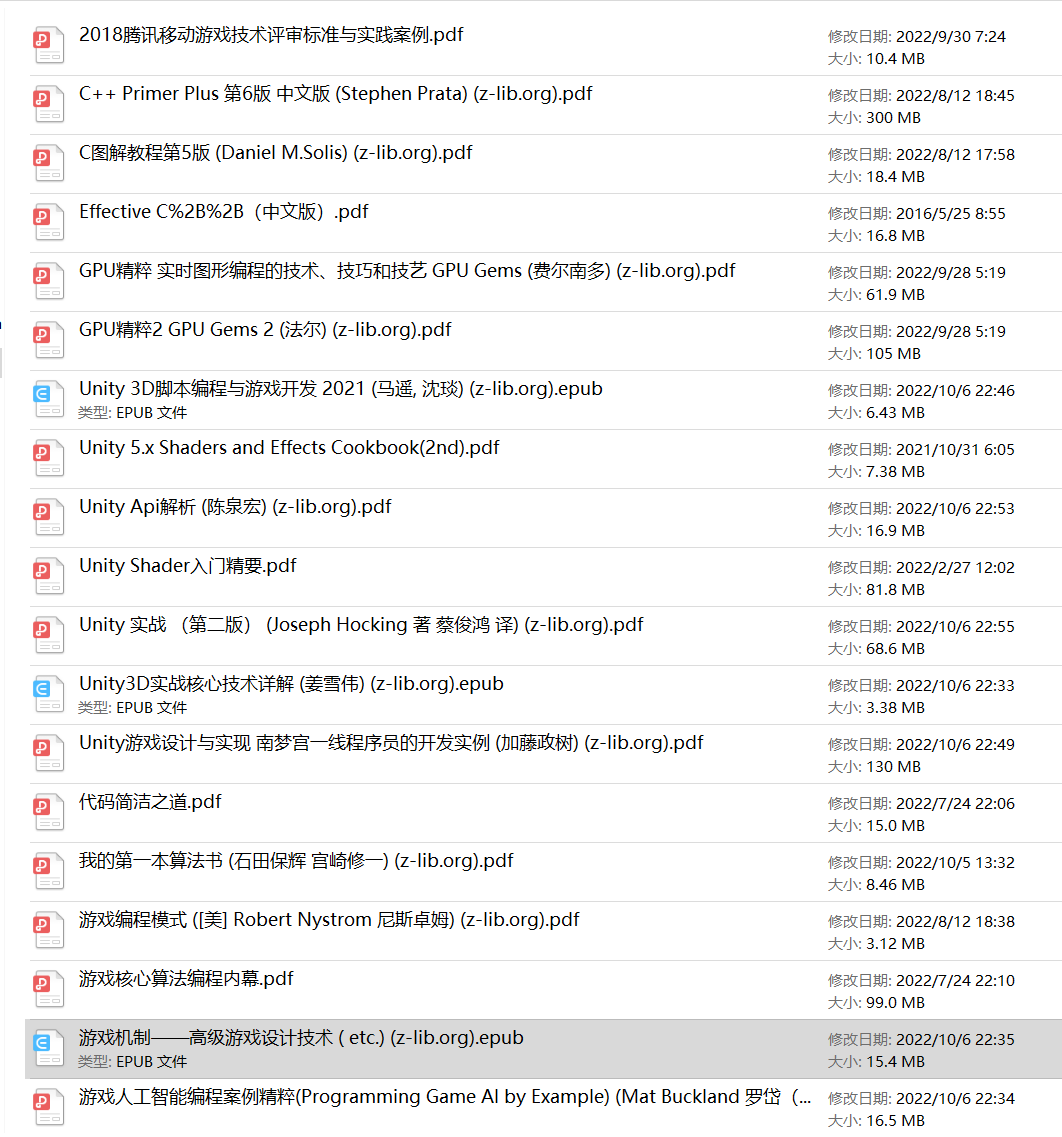 2018腾讯移动游戏技术评审标准与实践案例.pdf
修改日期: 2022/9/30 7:24
大小: 10.4 MB
C++ Primer Plus 第6版 中文版 (Stephen Prata) (z-lib.org).pdf
修改日期: 2022/8/12 18:45
大小: 300 MB
C图解教程第5版 (Daniel M.Solis) (z-lib.org).pdf
修改日期: 2022/8/12 17:58
大小: 18.4 MB
Effective C%2B%2B（中文版）.pdf
修改日期: 2016/5/25 8:55
大小: 16.8 MB
GPU精粹 实时图形编程的技术、技巧和技艺 GPU Gems (费尔南多) (z-lib.org).pdf
修改日期: 2022/9/28 5:19
大小: 61.9 MB
GPU精粹2 GPU Gems 2 (法尔) (z-lib.org).pdf
修改日期: 2022/9/28 5:19
大小: 105 MB
Unity 3D脚本编程与游戏开发 2021 (马遥, 沈琰) (z-lib.org).epub
修改日期: 2022/10/6 22:46
类型: EPUB 文件
大小: 6.43 MB
Unity 5.x Shaders and Effects Cookbook(2nd).pdf
修改日期: 2021/10/31 6:05
大小: 7.38 MB
Unity Api解析 (陈泉宏) (z-lib.org).pdf
修改日期: 2022/10/6 22:53
大小: 16.9 MB
Unity Shader入门精要.pdf
修改日期: 2022/2/27 12:02
大小: 81.8 MB
Unity 实战 （第二版） (Joseph Hocking 著 蔡俊鸿 译) (z-lib.org).pdf
修改日期: 2022/10/6 22:55
大小: 68.6 MB
Unity3D实战核心技术详解 (姜雪伟) (z-lib.org).epub
修改日期: 2022/10/6 22:33
类型: EPUB 文件
大小: 3.38 MB
Unity游戏设计与实现 南梦宫一线程序员的开发实例 (加藤政树) (z-lib.org).pdf
修改日期: 2022/10/6 22:49
大小: 130 MB
代码简洁之道.pdf
修改日期: 2022/7/24 22:06
大小: 15.0 MB
我的第一本算法书 (石田保辉 宫崎修一) (z-lib.org).pdf
修改日期: 2022/10/5 13:32
大小: 8.46 MB
游戏编程模式 ([美] Robert Nystrom 尼斯卓姆) (z-lib.org).pdf
修改日期: 2022/8/12 18:38
大小: 3.12 MB
游戏核心算法编程内幕.pdf
修改日期: 2022/7/24 22:10
大小: 99.0 MB
游戏机制——高级游戏设计技术 ( etc.) (z-lib.org).epub
修改日期: 2022/10/6 22:35
类型: EPUB 文件
大小: 15.4 MB
游戏人工智能编程案例精粹(Programming Game AI by Example) (Mat Buckland 罗岱（...
修改日期: 2022/10/6 22:34
大小: 16.5 MB